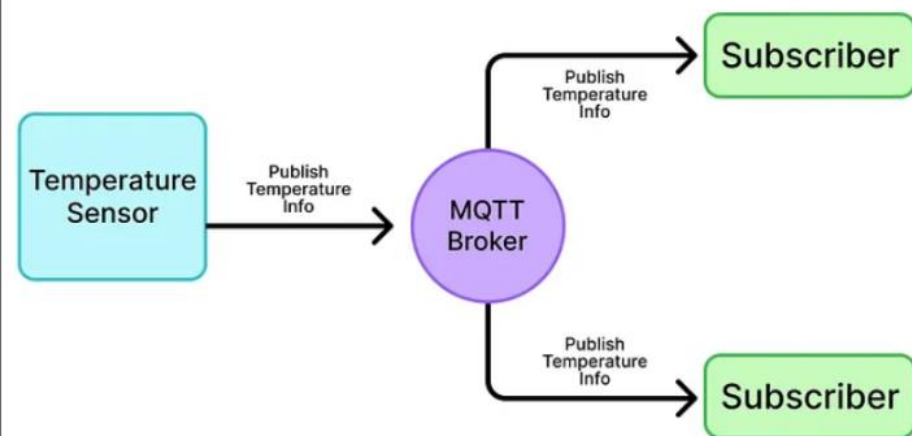 Temperature
Sensor
Publish
Temperature
Info
MQTT
Broker
Publish
Temperature
Info
Subscriber
Publish
Temperature
Info
Subscriber